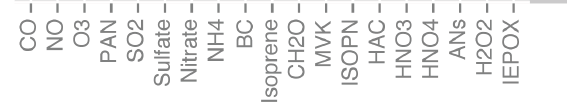 CO
NO
O3
PAN
SO2
Sulfate
Nitrate
NH4
BC
Isoprene
CH2O
MVK
ISOPN
HAC
HNO3
HNO4
ANs
H2O2
IEPOX